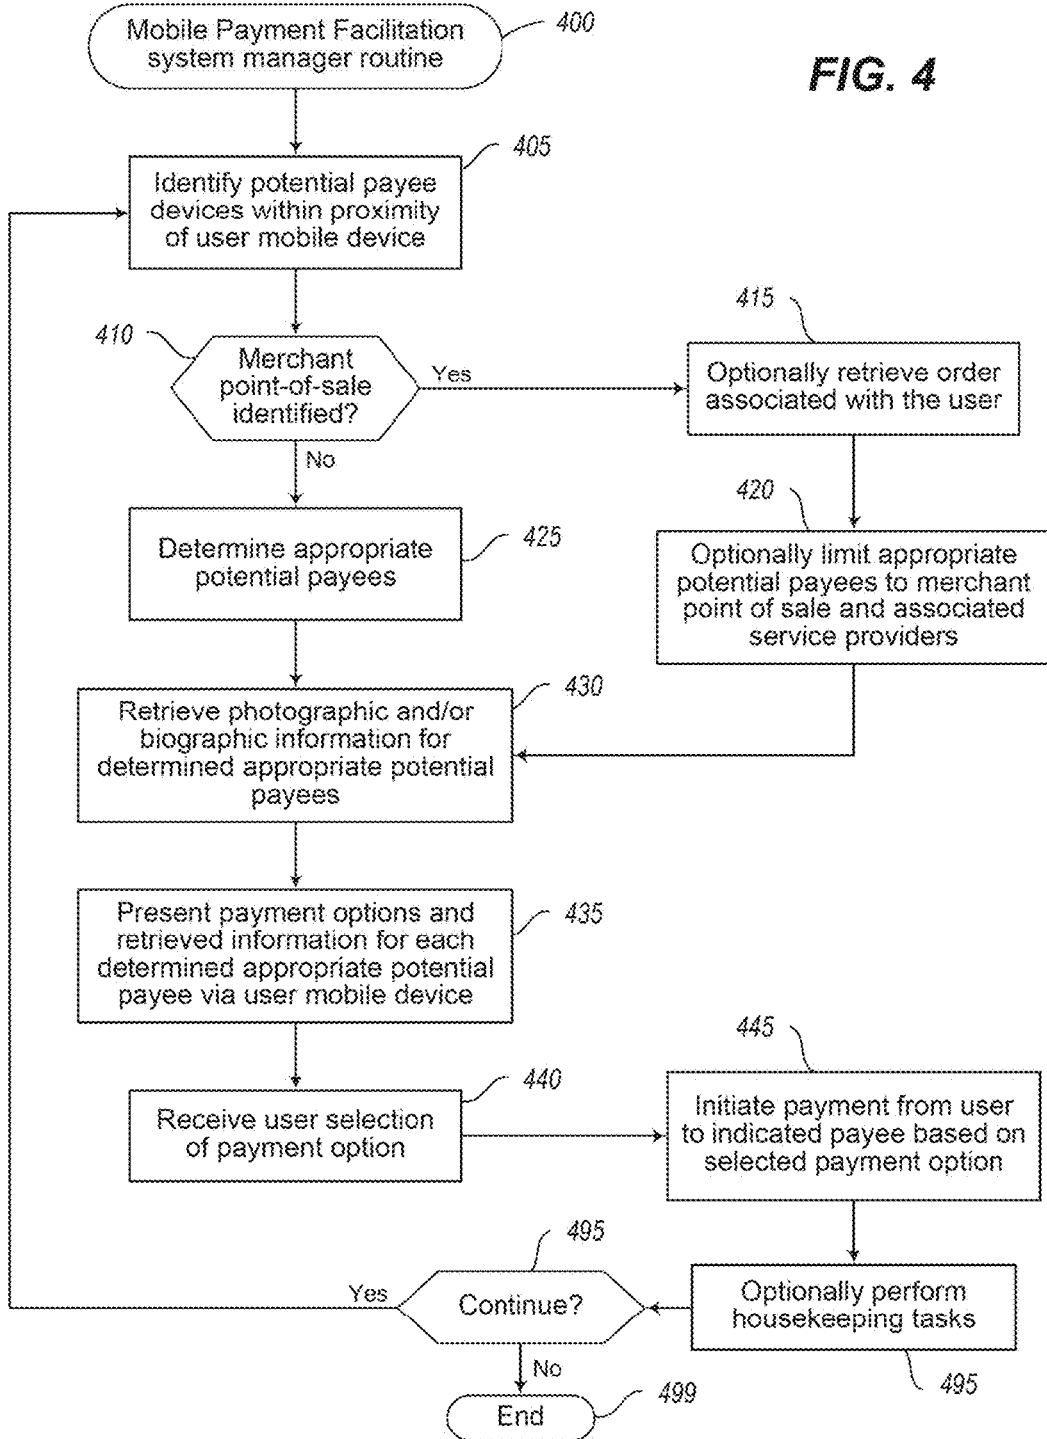 Mobile Payment Facilitation
system manager routine
400
FIG. 4
405
Identify potential payee
devices within proximity
of user mobile device
410
Merchant
point-of-sale
identified?
Yes
No
415
Optionally retrieve order
associated with the user
420
Optionally limit appropriate
potential payees to merchant
point of sale and associated
service providers
425
Determine appropriate
potential payees
430
Retrieve photographic and/or
biographic information for
determined appropriate potential
payees
435
Present payment options and
retrieved information for each
determined appropriate potential
payee via user mobile device
440
Receive user selection
of payment option
445
Initiate payment from user
to indicated payee based on
selected payment option
495
Optionally perform
housekeeping tasks
495
Continue?
Yes
No
End
499